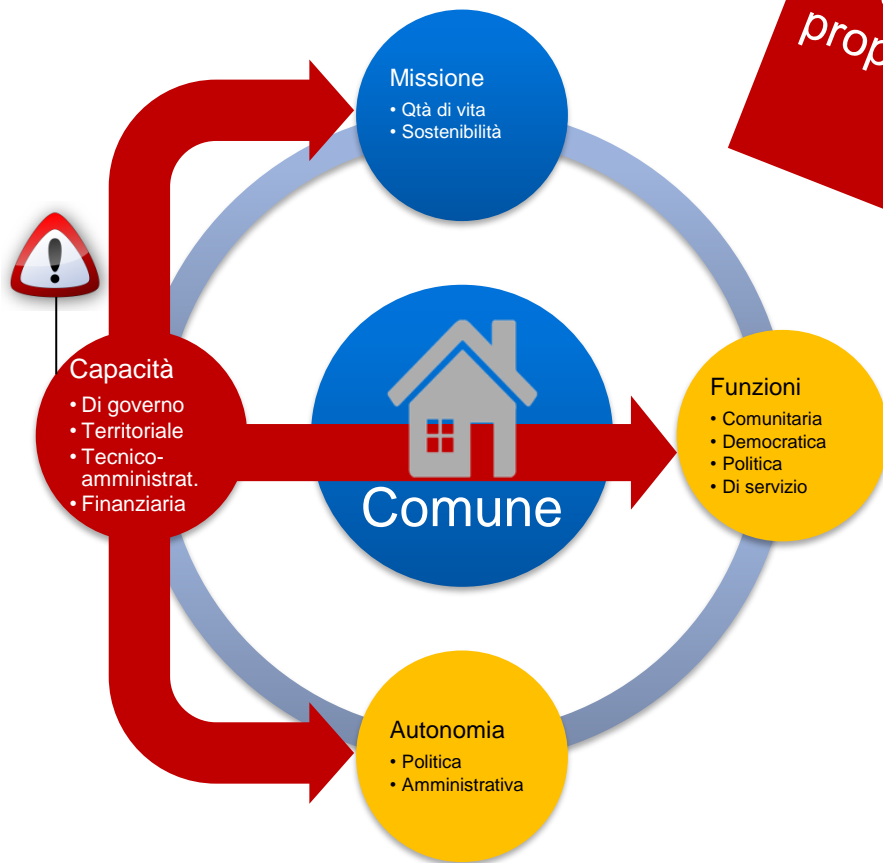 Missione
• Qtà di vita
• Sostenibilità
Capacità
• Di governo
• Territoriale
• Tecnico-
amministrat.
• Finanziaria
Comune
Funzioni
• Comunitaria
• Democratica
• Politica
• Di servizio
Autonomia
• Politica
• Amministrativa